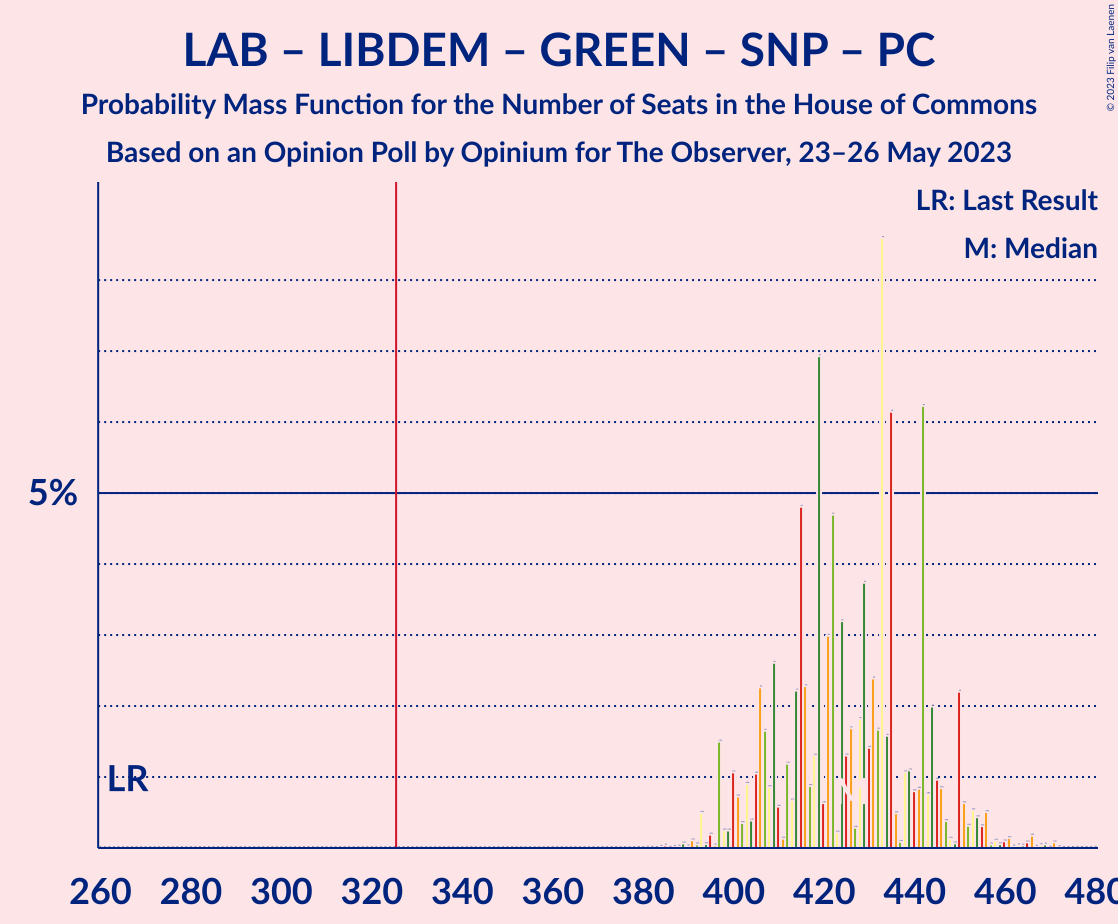 LAB – LIBDEM – GREEN – SNP – PC
Probability Mass Function for the Number of Seats in the House of Commons
Based on an Opinion Poll by Opinium for The Observer, 23–26 May 2023
© 2023 Filip van Laenen
LR: Last Result
M: Median
5%
LR
260 280 300 320 340 360 380 400 420 440 460 480